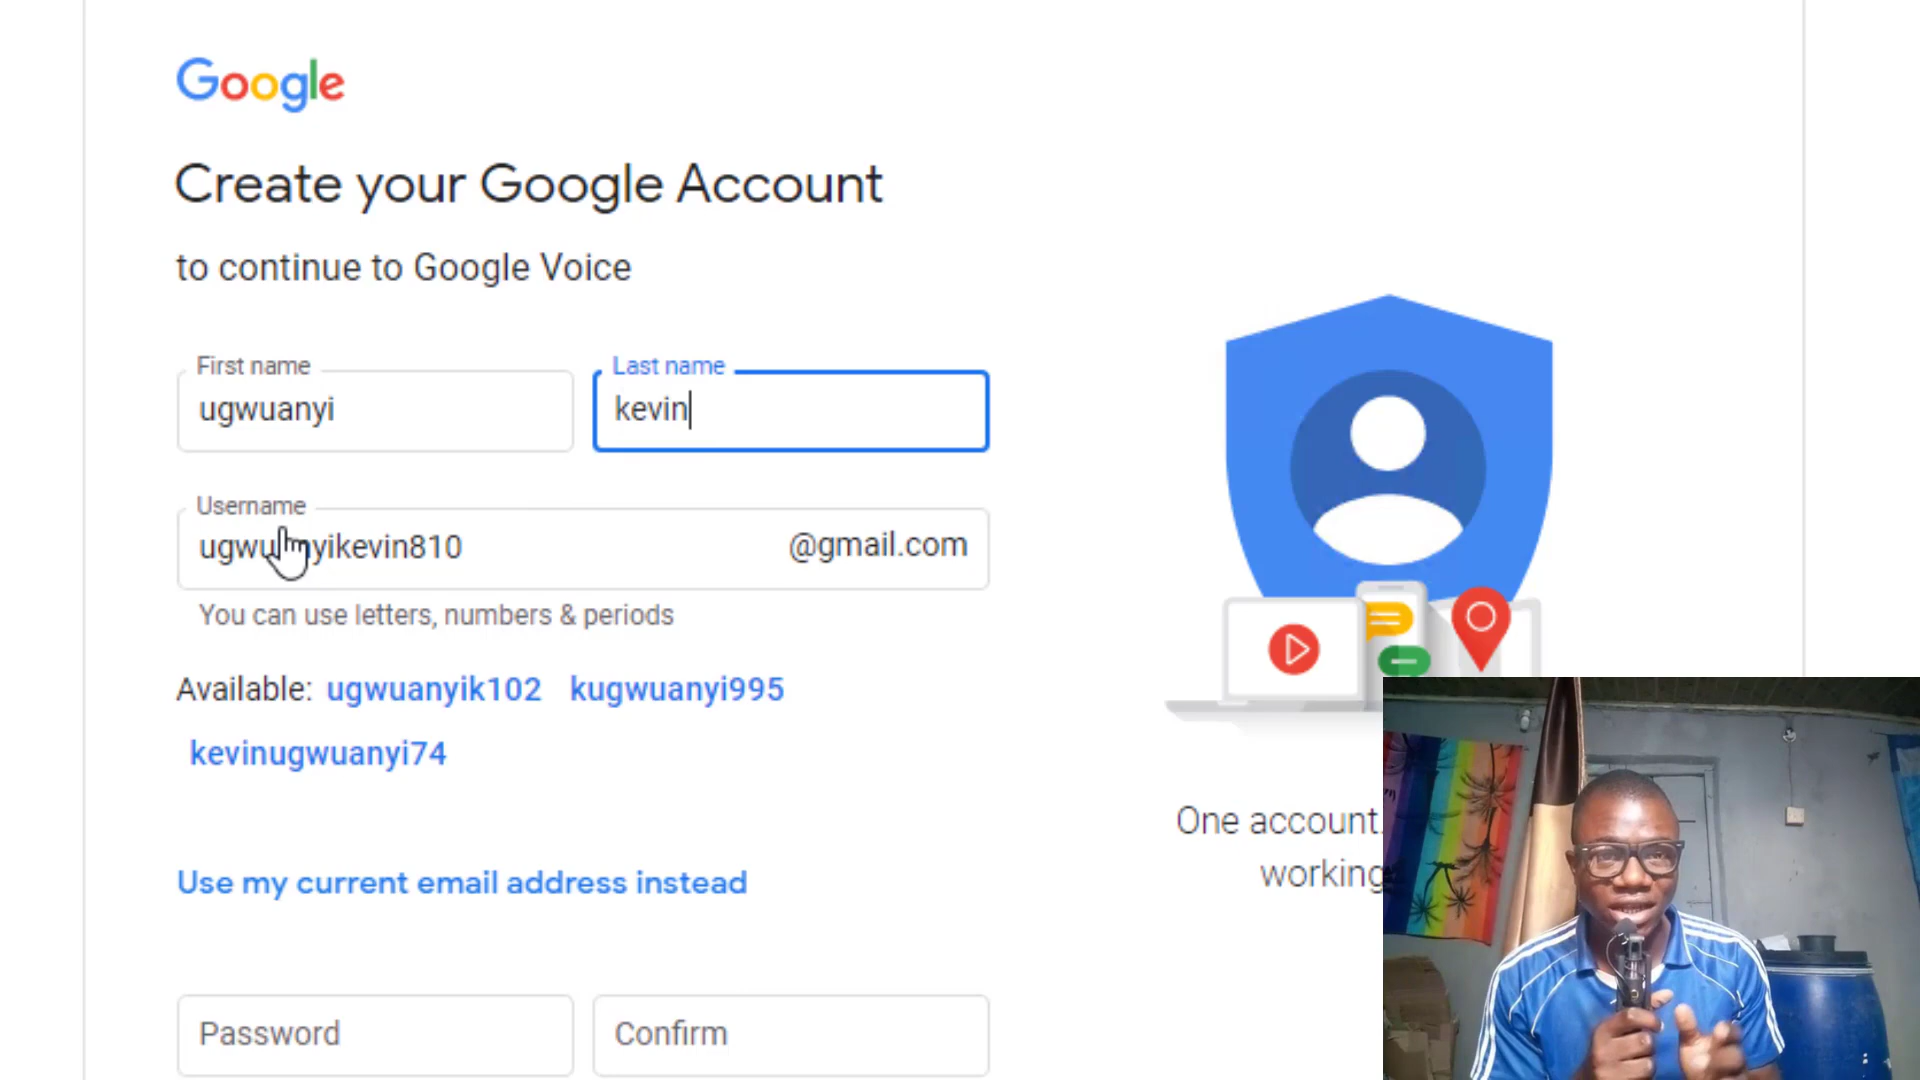 Google
Create your Google Account
to continue to Google Voice
First name
Last name
ugwuanyi
kevin
Username
ugwuanyikevin810
@gmail.com
You can use letters, numbers & periods
Available: ugwuanyik102 kugwuanyi995
kevinugwuanyi74
One account.
working
Use my current email address instead
Password
Confirm